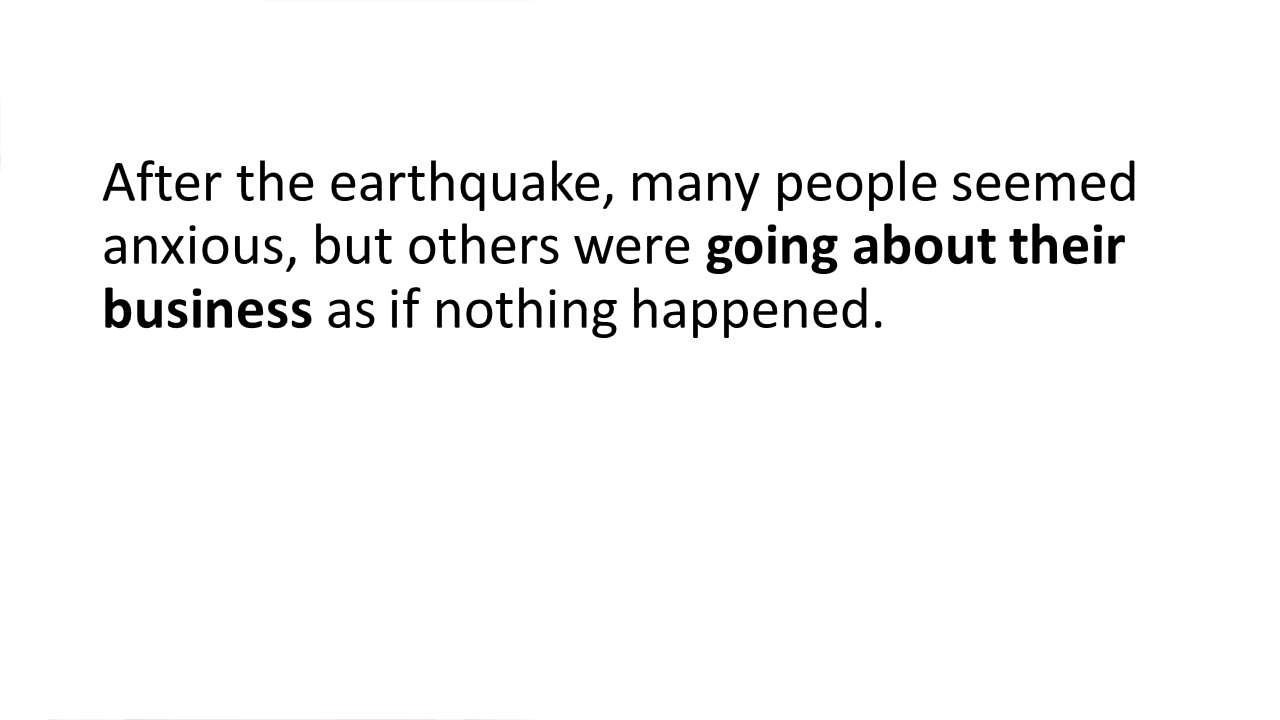 After the earthquake, many people seemed
anxious, but others were going about their
business as if nothing happened.